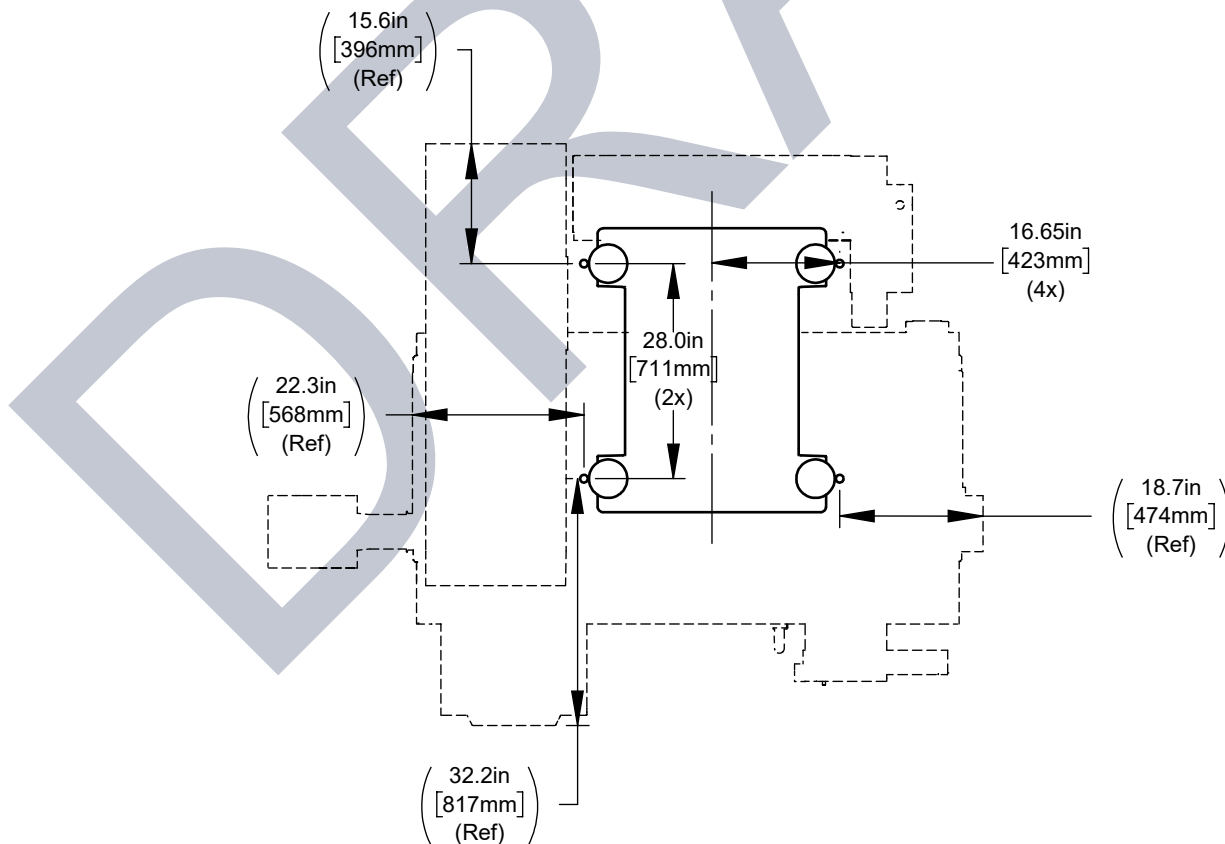 15.6in
[396mm]
(Ref)
16.65in
[423mm]
(4x)
28.0in
[711mm]
(2x)
22.3in
[568mm]
(Ref)
18.7in
[474mm]
(Ref)
32.2in
[817mm]
(Ref)
DRA